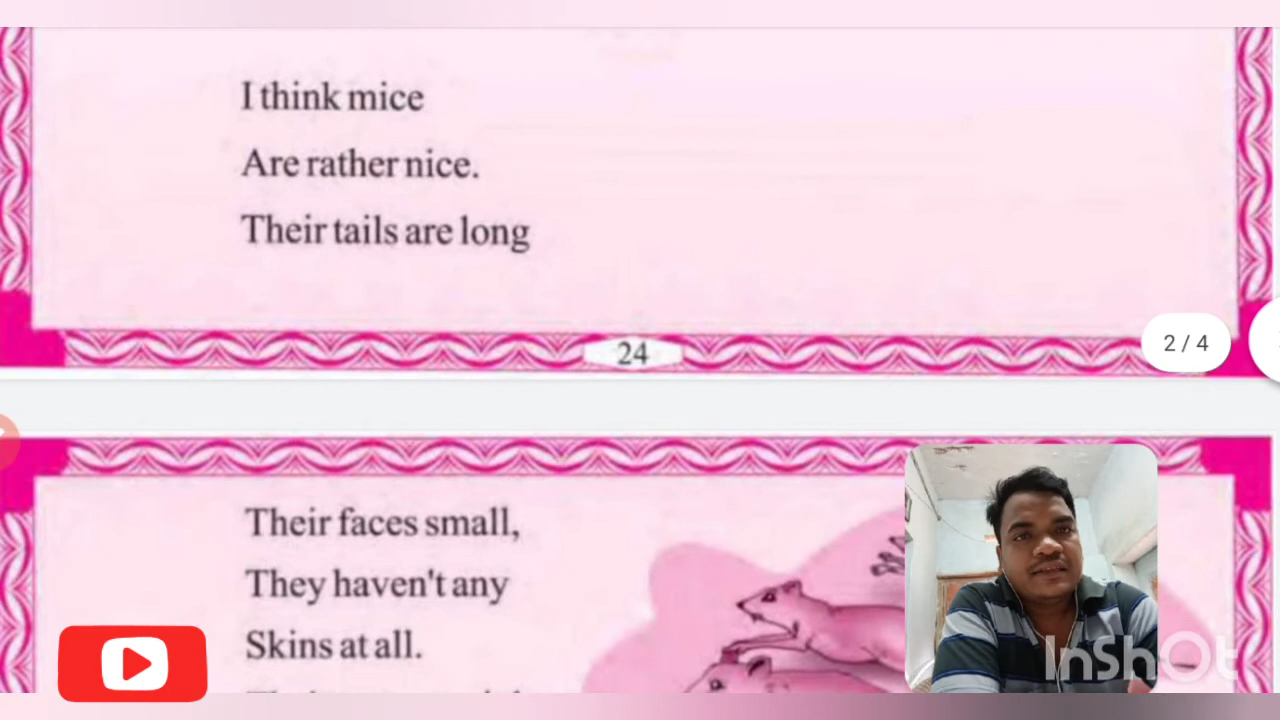 I think mice
Are rather nice.
Their tails are long
24
2 / 4
Their faces small,
They haven't any
Skins at all.
InShOt